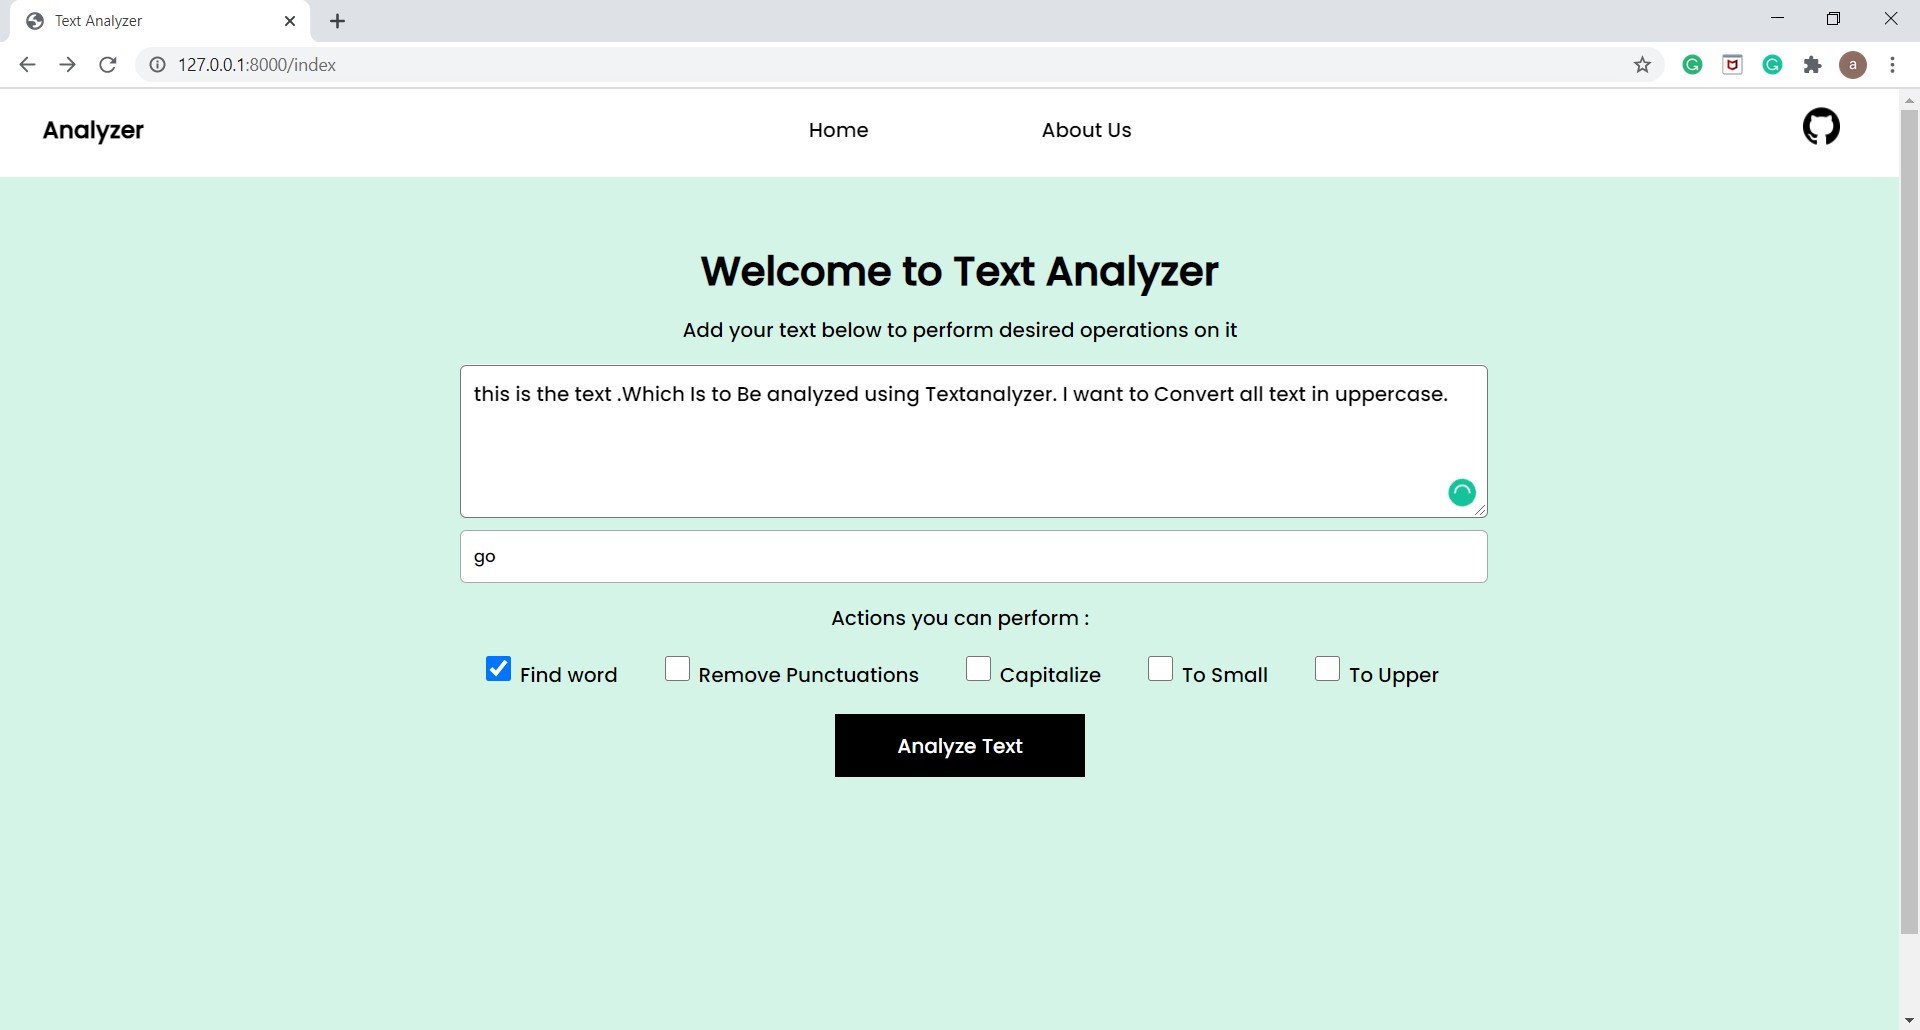 Text Analyzer
127.0.0.1:8000/index
a
Analyzer Home About Us
Welcome to Text Analyzer
Add your text below to perform desired operations on it
this is the text .Which Is to Be analyzed using Textanalyzer. I want to Convert all text in uppercase.
go
Actions you can perform :
Find word Remove Punctuations Capitalize To Small To Upper
Analyze Text